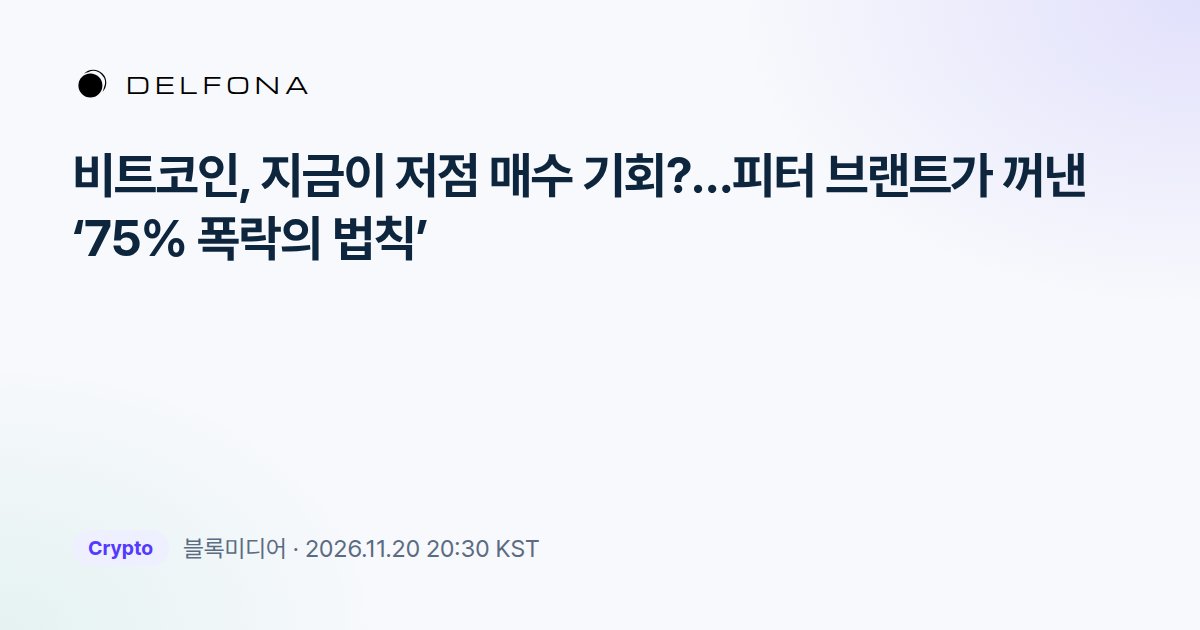 DELFONA
비트코인, 지금이 저점 매수 기회?…피터 브랜트가 꺼낸
‘75% 폭락의 법칙’
Crypto 블록미디어 · 2026.11.20 20:30 KST